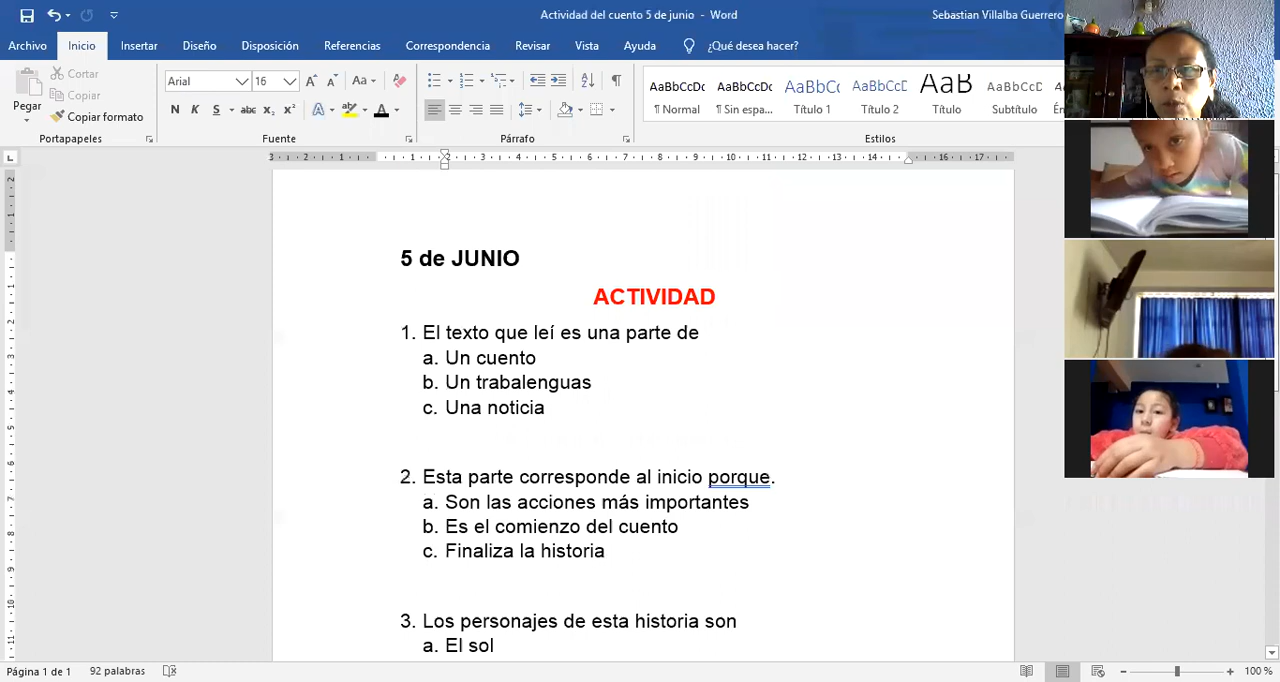 Actividad del cuento 5 de junio - Word
Sebastian Villalba Guerrero
Archivo Inicio Insertar Diseño Disposición Referencias Correspondencia Revisar Vista Ayuda ¿Qué desea hacer?
Pegar
Cortar
Copiar
Copiar formato
Portapapeles
Arial 16
Aa
N K S abc x₂ x²
Fuente
Párrafo
AaBbCcDc AaBbCcDc AaBbCc AaBbCcD AaB AaBbCcD
¶ Normal ¶ Sin espa... Título 1 Título 2 Título Subtítulo
Estilos
5 de JUNIO
ACTIVIDAD
1. El texto que leí es una parte de
a. Un cuento
b. Un trabalenguas
c. Una noticia
2. Esta parte corresponde al inicio porque.
a. Son las acciones más importantes
b. Es el comienzo del cuento
c. Finaliza la historia
3. Los personajes de esta historia son
a. El sol
Página 1 de 1 92 palabras
100 %